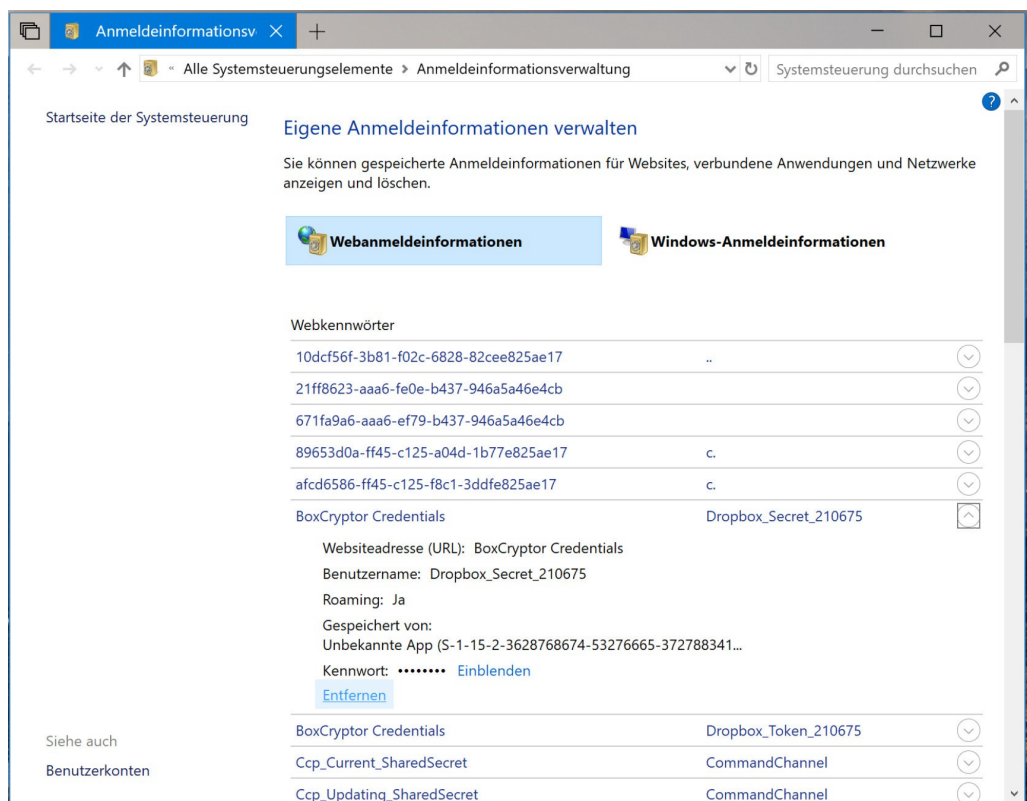 Anmeldeinformationsv
« Alle Systemsteuerungselemente > Anmeldeinformationsverwaltung
Systemsteuerung durchsuchen
?
Startseite der Systemsteuerung
Eigene Anmeldeinformationen verwalten
Sie können gespeicherte Anmeldeinformationen für Websites, verbundene Anwendungen und Netzwerke
anzeigen und löschen.
Webanmeldeinformationen
Windows-Anmeldeinformationen
Webkennwörter
10dcf56f-3b81-f02c-6828-82cee825ae17 ..
21ff8623-aaa6-fe0e-b437-946a5a46e4cb
671fa9a6-aaa6-ef79-b437-946a5a46e4cb
89653d0a-ff45-c125-a04d-1b77e825ae17 c.
afcd6586-ff45-c125-f8c1-3ddfe825ae17 c.
BoxCryptor Credentials Dropbox_Secret_210675
Websiteadresse (URL): BoxCryptor Credentials
Benutzername: Dropbox_Secret_210675
Roaming: Ja
Gespeichert von:
Unbekannte App (S-1-15-2-3628768674-53276665-372788341...
Kennwort: •••••••• Einblenden
Entfernen
BoxCryptor Credentials Dropbox_Token_210675
Ccp_Current_SharedSecret CommandChannel
Ccp_Updating_SharedSecret CommandChannel
Siehe auch
Benutzerkonten